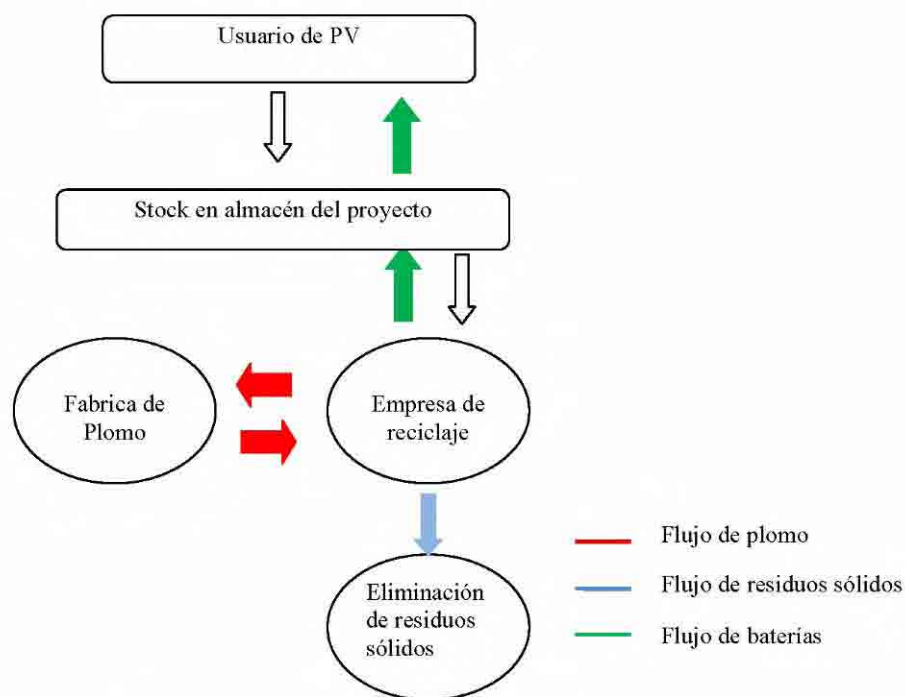 Usuario de PV
Stock en almacén del proyecto
Fabrica de
Plomo
Empresa de
reciclaje
Eliminación
de residuos
sólidos
Flujo de plomo
Flujo de residuos sólidos
Flujo de baterías